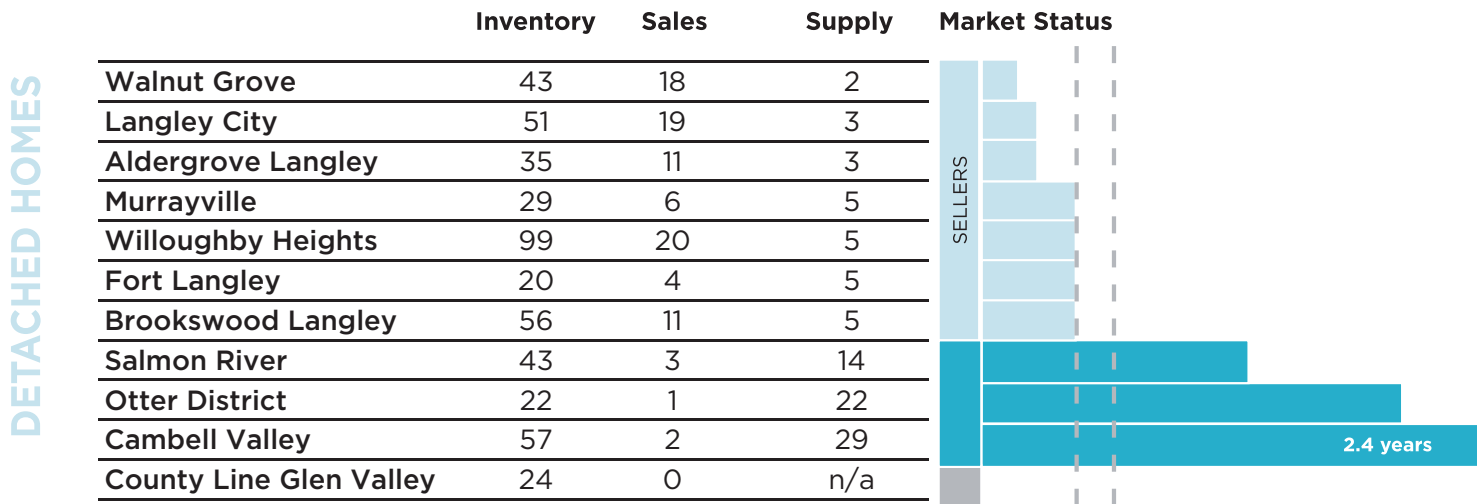 Inventory Sales Supply Market Status
DETACHED HOMES
Walnut Grove 43 18 2
Langley City 51 19 3
Aldergrove Langley 35 11 3
Murrayville 29 6 5
Willoughby Heights 99 20 5
Fort Langley 20 4 5
Brookswood Langley 56 11 5
Salmon River 43 3 14
Otter District 22 1 22
Cambell Valley 57 2 29
County Line Glen Valley 24 0 n/a
SELLERS
2.4 years